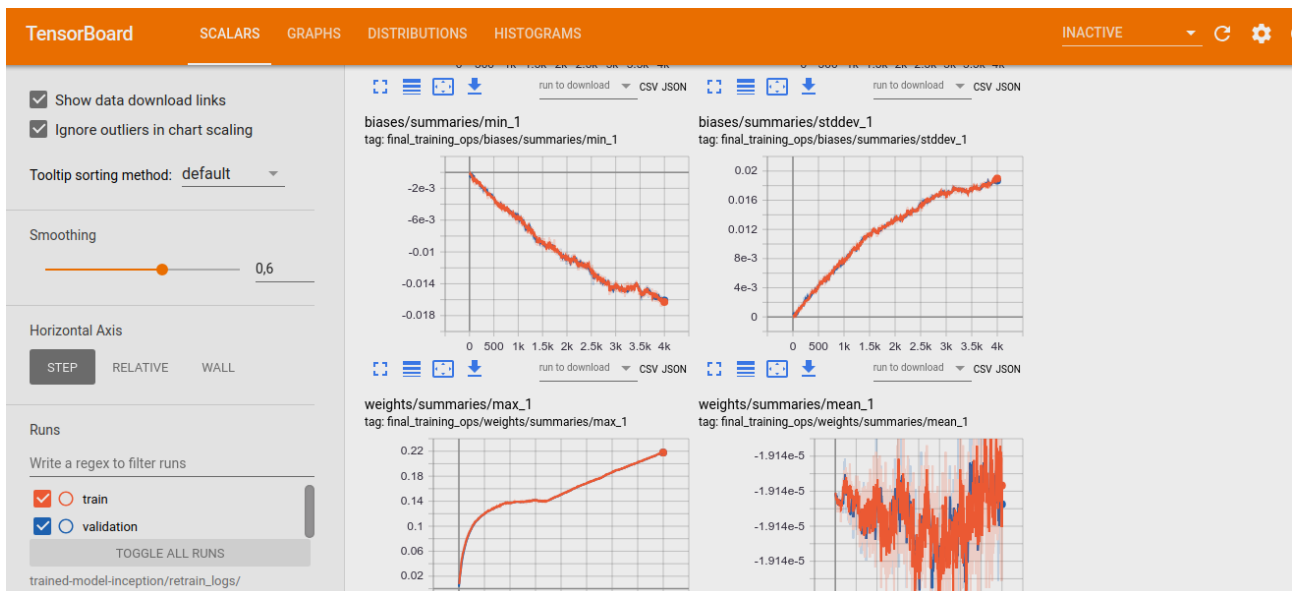 TensorBoard
SCALARS GRAPHS DISTRIBUTIONS HISTOGRAMS
INACTIVE
Show data download links
Ignore outliers in chart scaling
Tooltip sorting method: default
Smoothing
0,6
Horizontal Axis
STEP RELATIVE WALL
Runs
Write a regex to filter runs
train
validation
TOGGLE ALL RUNS
trained-model-inception/retrain_logs/
run to download CSV JSON
run to download CSV JSON
biases/summaries/min_1
tag: final_training_ops/biases/summaries/min_1
-2e-3
-6e-3
-0.01
-0.014
-0.018
0 500 1k 1.5k 2k 2.5k 3k 3.5k 4k
run to download CSV JSON
biases/summaries/stddev_1
tag: final_training_ops/biases/summaries/stddev_1
0.02
0.016
0.012
8e-3
4e-3
0
0 500 1k 1.5k 2k 2.5k 3k 3.5k 4k
run to download CSV JSON
weights/summaries/max_1
tag: final_training_ops/weights/summaries/max_1
0.22
0.18
0.14
0.1
0.06
0.02
weights/summaries/mean_1
tag: final_training_ops/weights/summaries/mean_1
-1.914e-5
-1.914e-5
-1.914e-5
-1.914e-5